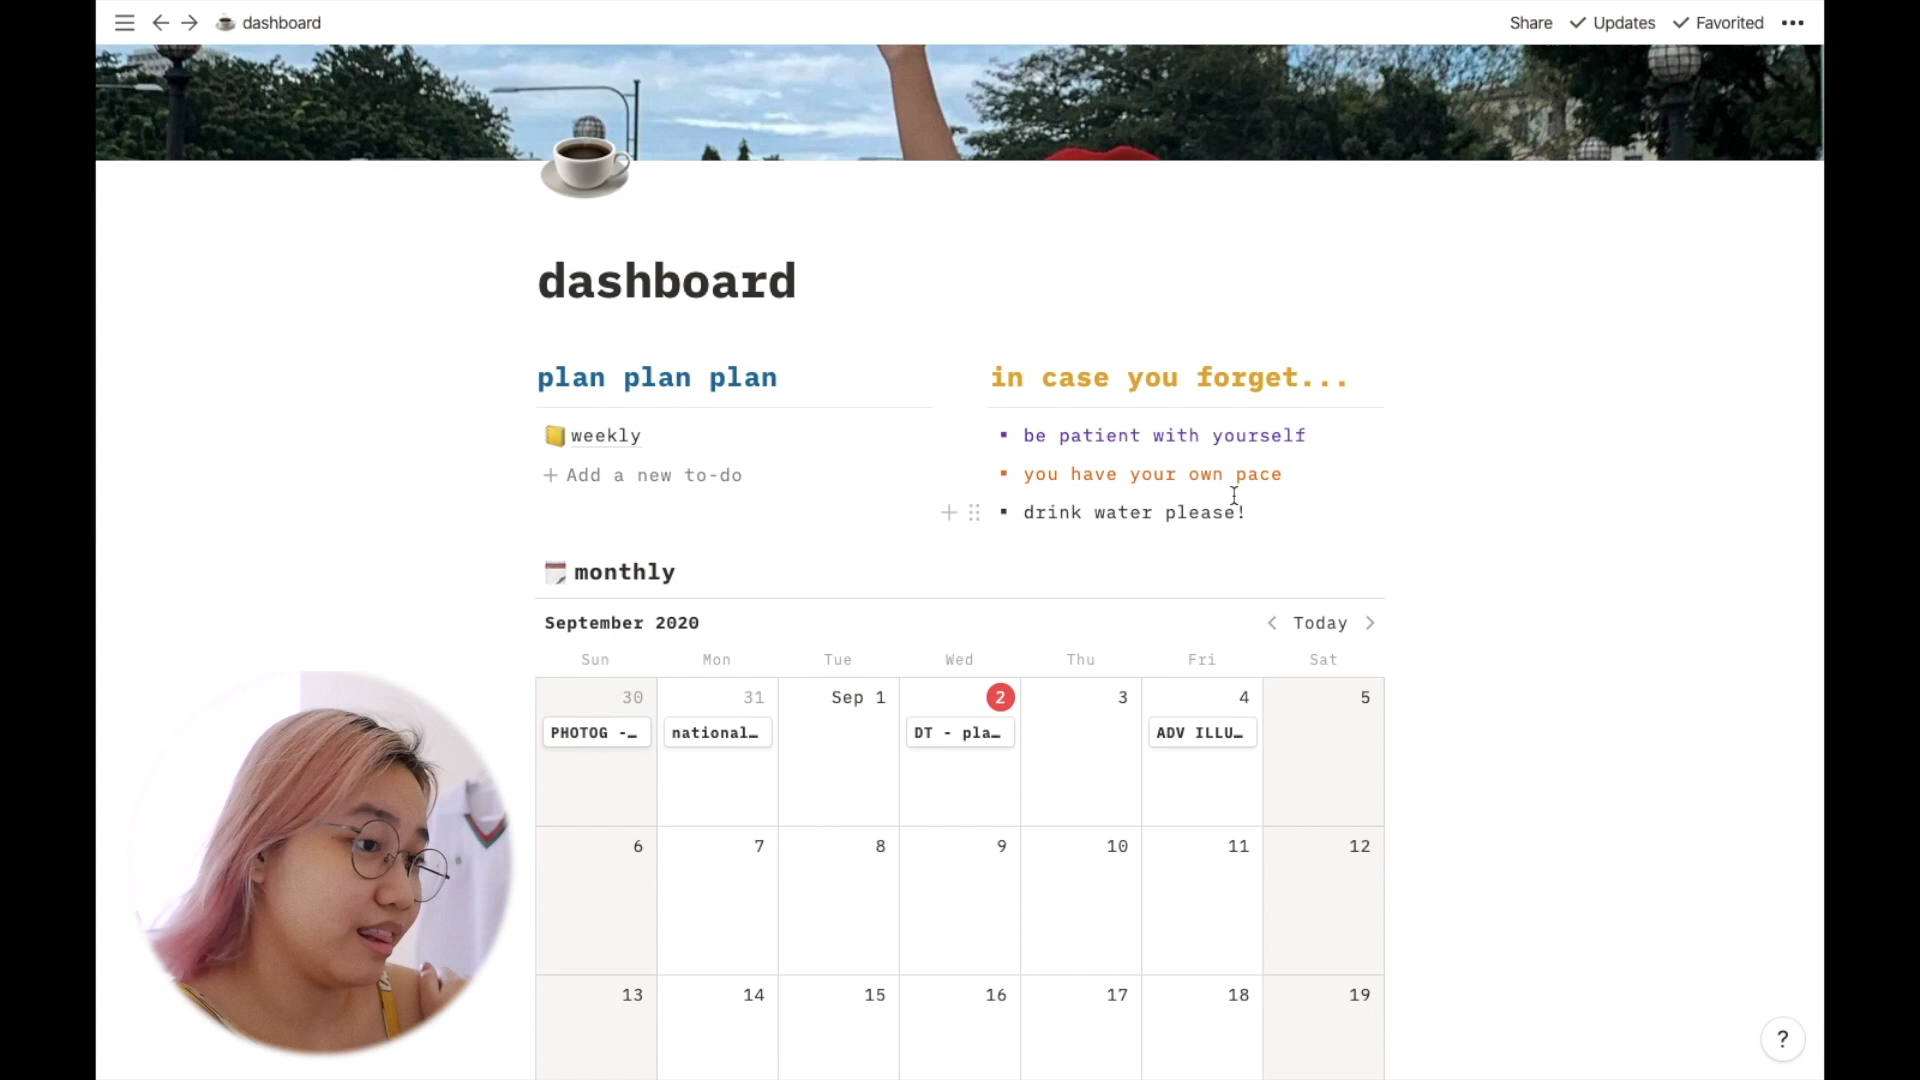 dashboard
Share Updates Favorited
dashboard
plan plan plan
weekly
+ Add a new to-do
in case you forget...
▪ be patient with yourself
▪ you have your own pace
▪ drink water please!
monthly
September 2020
Today
Sun Mon Tue Wed Thu Fri Sat
30 31 Sep 1 2 3 4 5
PHOTOG -… national… DT - pla… ADV ILLU…
6 7 8 9 10 11 12
13 14 15 16 17 18 19
?